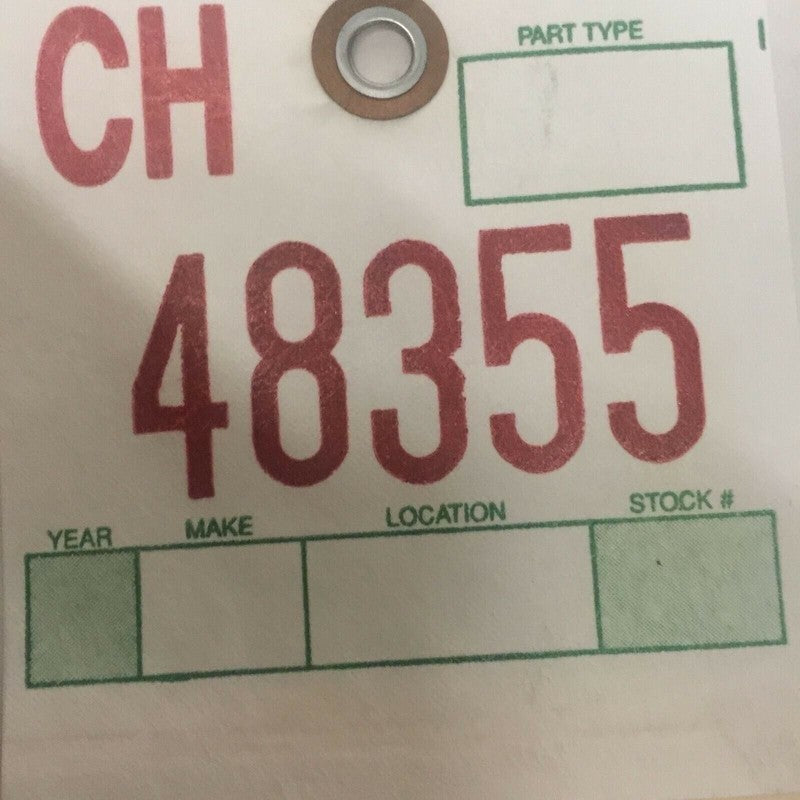 CH
PART TYPE
48355
YEAR MAKE LOCATION STOCK #